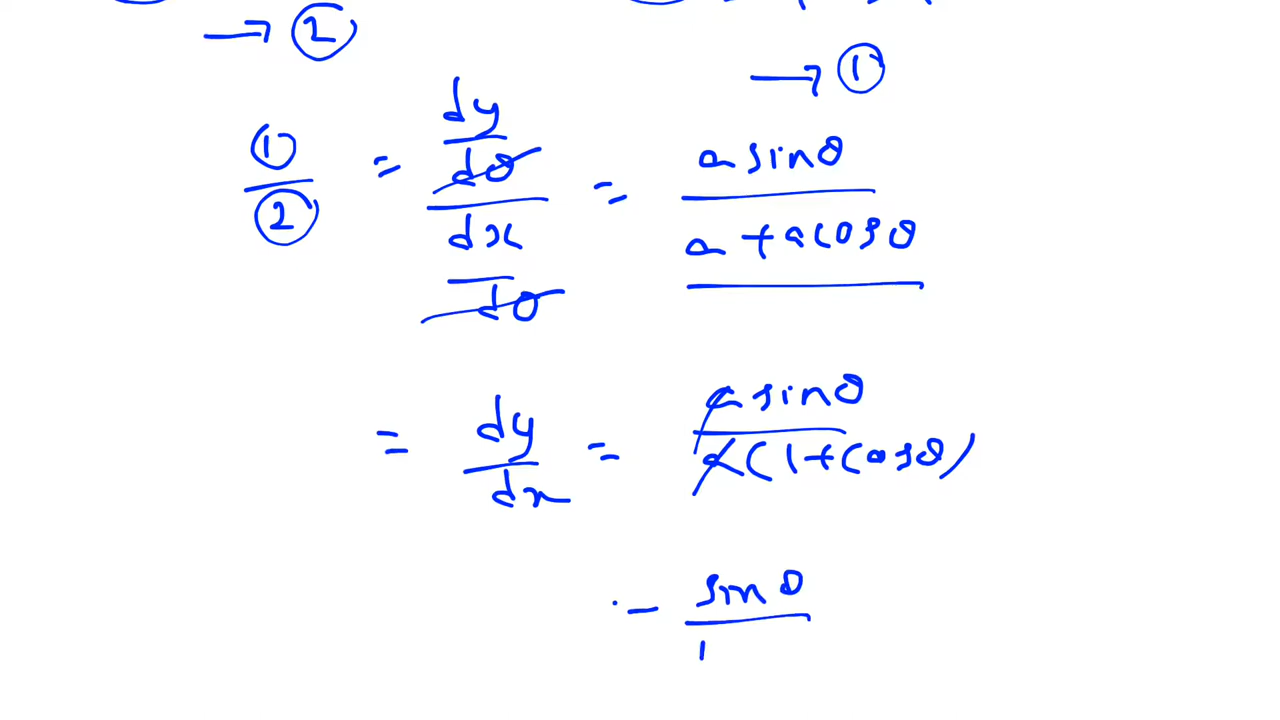 → ②
→ ①
①/② = (dy/dθ)/(dx/dθ) = a sinθ/(a + a cosθ)
= dy/dx = a sinθ/(a(1 + cosθ))
- sinθ/1